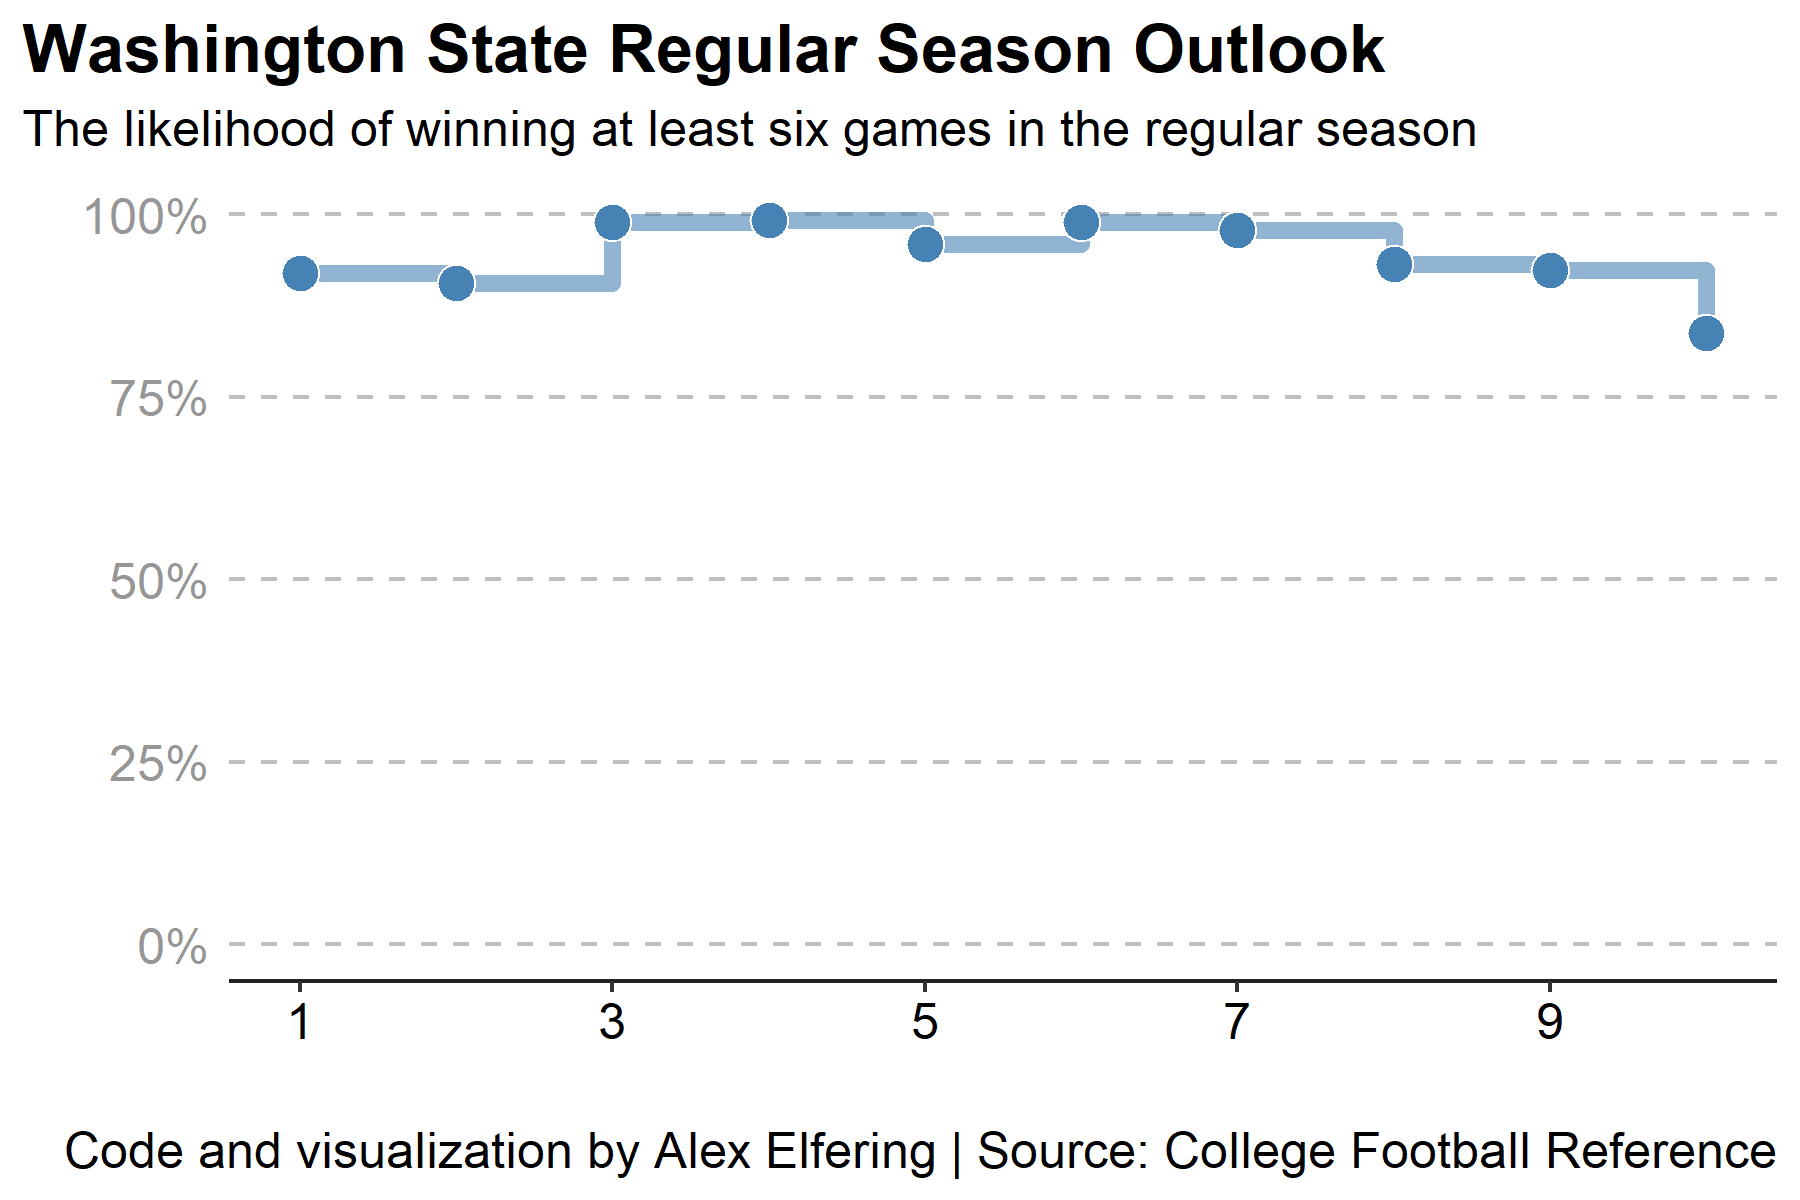 Washington State Regular Season Outlook
The likelihood of winning at least six games in the regular season
100%
75%
50%
25%
0%
1 3 5 7 9
Code and visualization by Alex Elfering | Source: College Football Reference